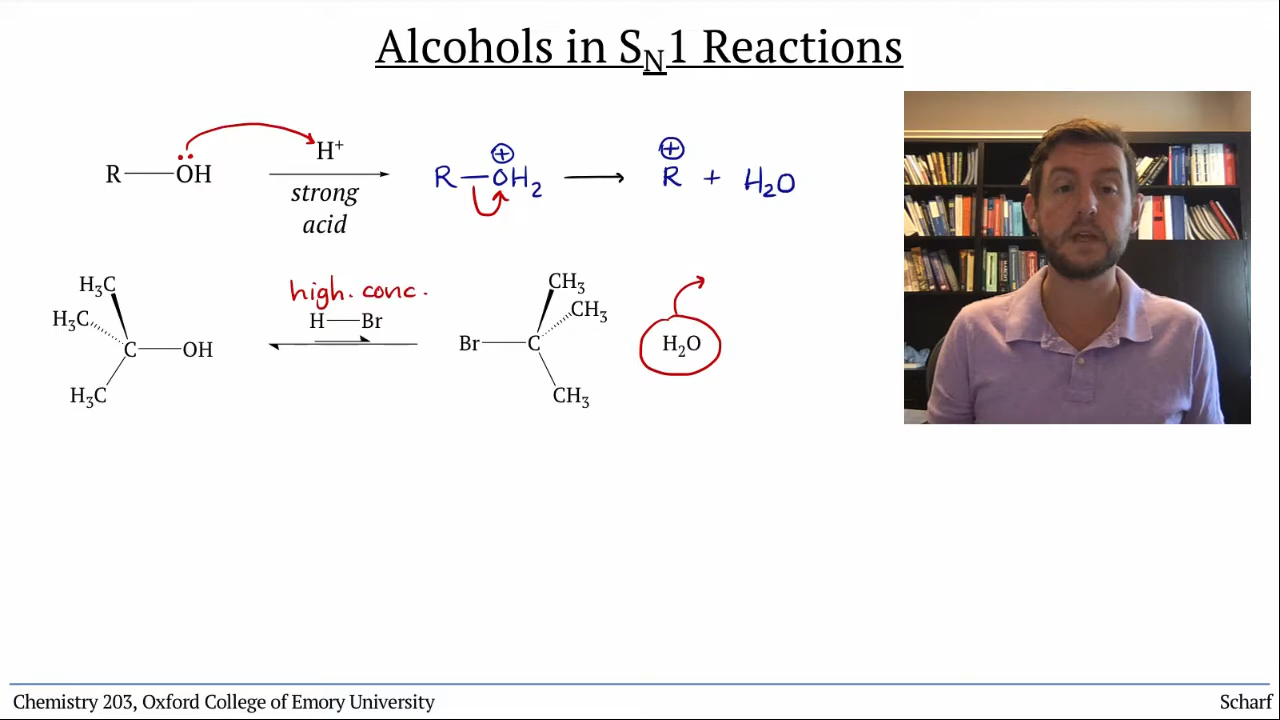 Alcohols in S_N1 Reactions
R—OH
H⁺
strong
acid
R—OH₂ ⊕
R ⊕ + H₂O
H₃C
H₃C
C—OH
H₃C
high. conc.
H—Br
CH₃
CH₃
Br—C
CH₃
H₂O
Chemistry 203, Oxford College of Emory University
Scharf